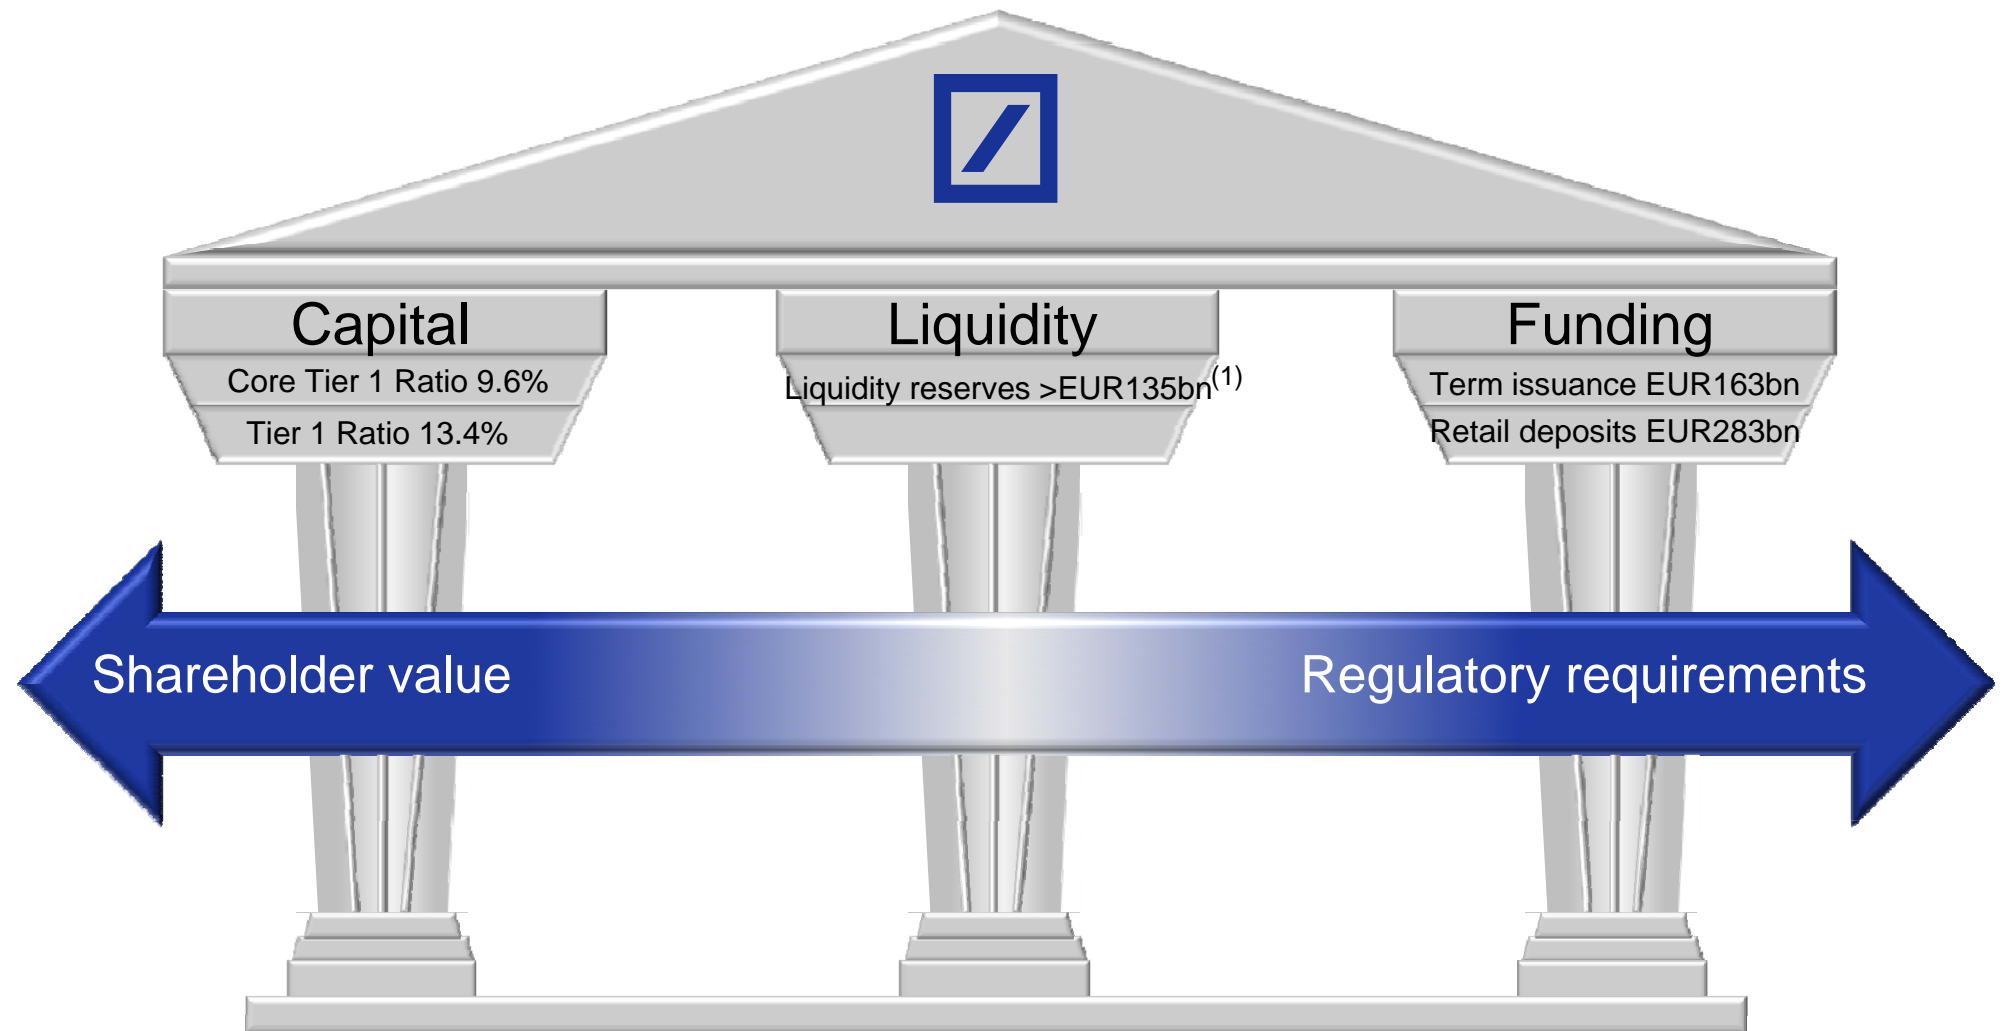 Capital
Core Tier 1 Ratio 9.6%
Tier 1 Ratio 13.4%
Liquidity
Liquidity reserves >EUR135bn(1)
Funding
Term issuance EUR163bn
Retail deposits EUR283bn
Shareholder value
Regulatory requirements